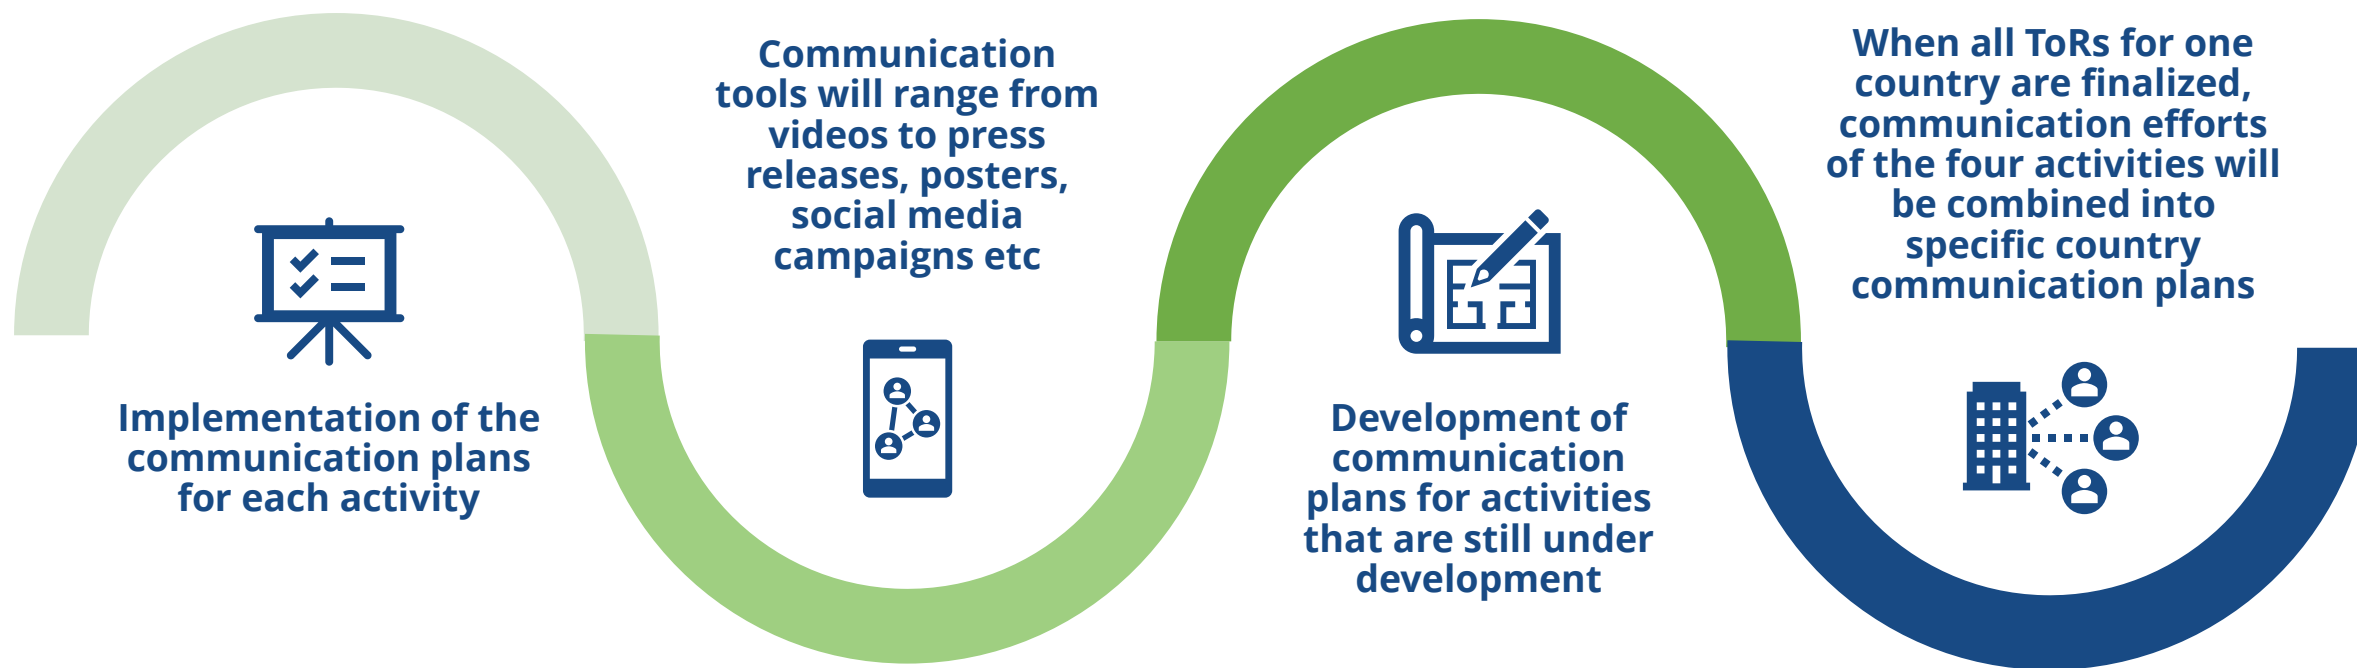 Implementation of the
communication plans
for each activity
Communication
tools will range from
videos to press
releases, posters,
social media
campaigns etc
Development of
communication
plans for activities
that are still under
development
When all ToRs for one
country are finalized,
communication efforts
of the four activities will
be combined into
specific country
communication plans